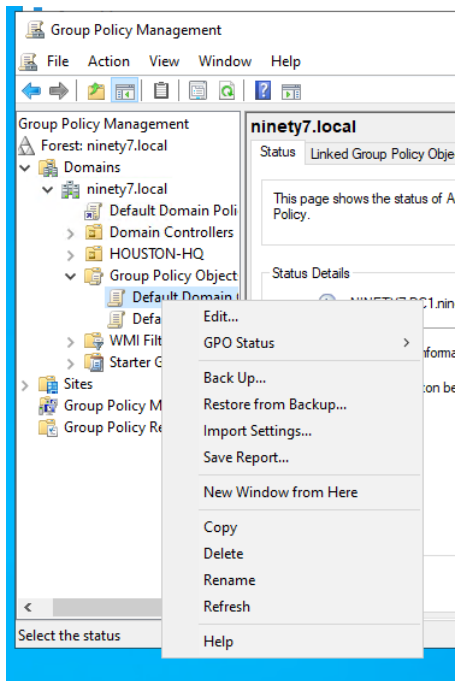 Group Policy Management
File Action View Window Help
Group Policy Management
Forest: ninety7.local
Domains
ninety7.local
Default Domain Poli
Domain Controllers
HOUSTON-HQ
Group Policy Object
Default Domain
Defa
WMI Filt
Starter G
Sites
Group Policy M
Group Policy Re
Select the status
ninety7.local
Status Linked Group Policy Obje
This page shows the status of A
Policy.
Status Details
nforma
on be
Edit...
GPO Status >
Back Up...
Restore from Backup...
Import Settings...
Save Report...
New Window from Here
Copy
Delete
Rename
Refresh
Help